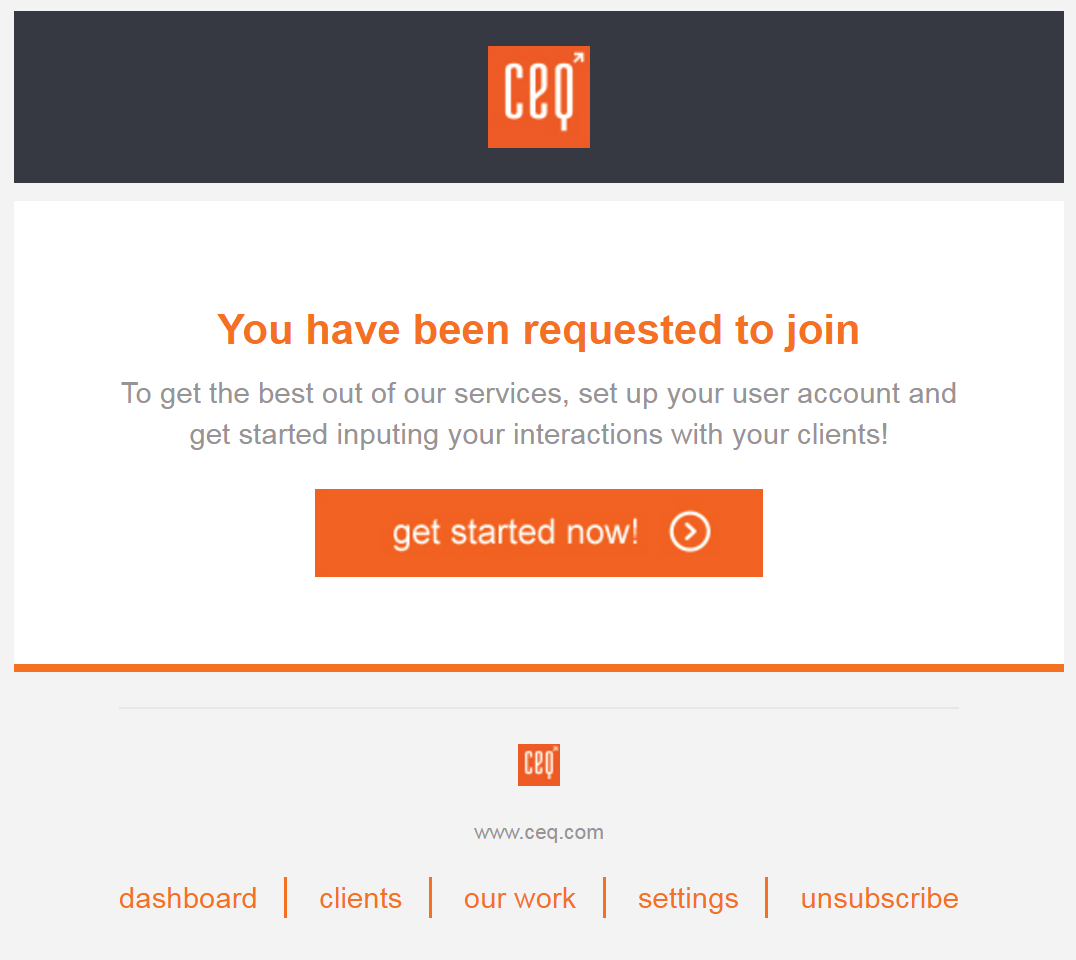 ceq
You have been requested to join
To get the best out of our services, set up your user account and
get started inputing your interactions with your clients!
get started now!
ceq
www.ceq.com
dashboard clients our work settings unsubscribe